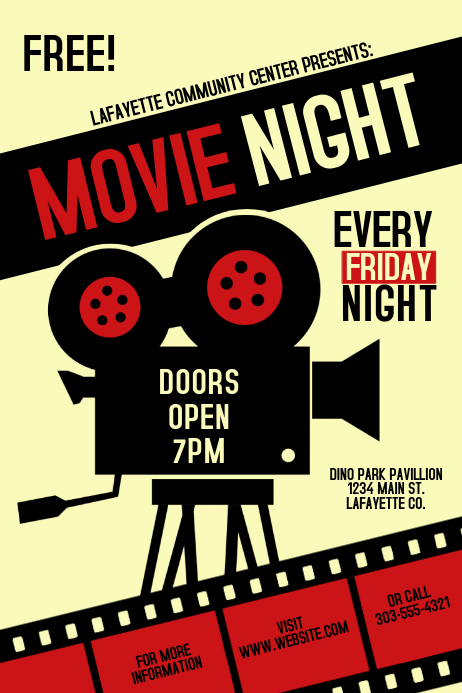 FREE!
LAFAYETTE COMMUNITY CENTER PRESENTS:
MOVIE NIGHT
EVERY
FRIDAY
NIGHT
DOORS
OPEN
7PM
DINO PARK PAVILLION
1234 MAIN ST.
LAFAYETTE CO.
FOR MORE
INFORMATION
VISIT
WWW.WEBSITE.COM
OR CALL
303-555-4321